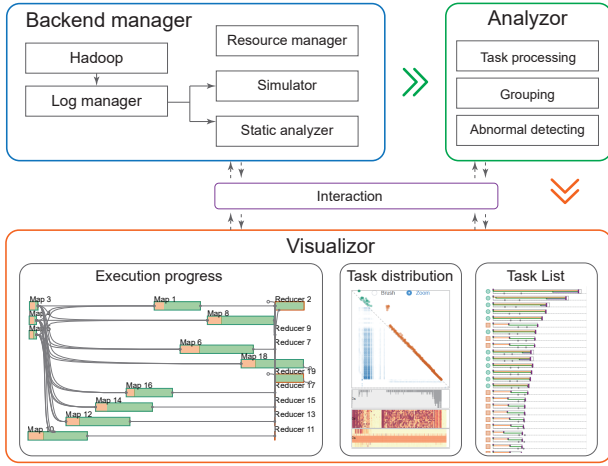 Backend manager
Resource manager
Hadoop
Simulator
Log manager
Static analyzer
Analyzor
Task processing
Grouping
Abnormal detecting
Interaction
Visualizor
Execution progress
Map 3
Map 1
Reducer 2
Map 8
Reducer 9
Reducer 7
Map 6
Map 18
Reducer 19
Reducer 17
Map 16
Reducer 15
Map 14
Reducer 13
Map 12
Reducer 11
Map 10
Task distribution
Brush
Zoom
Task List